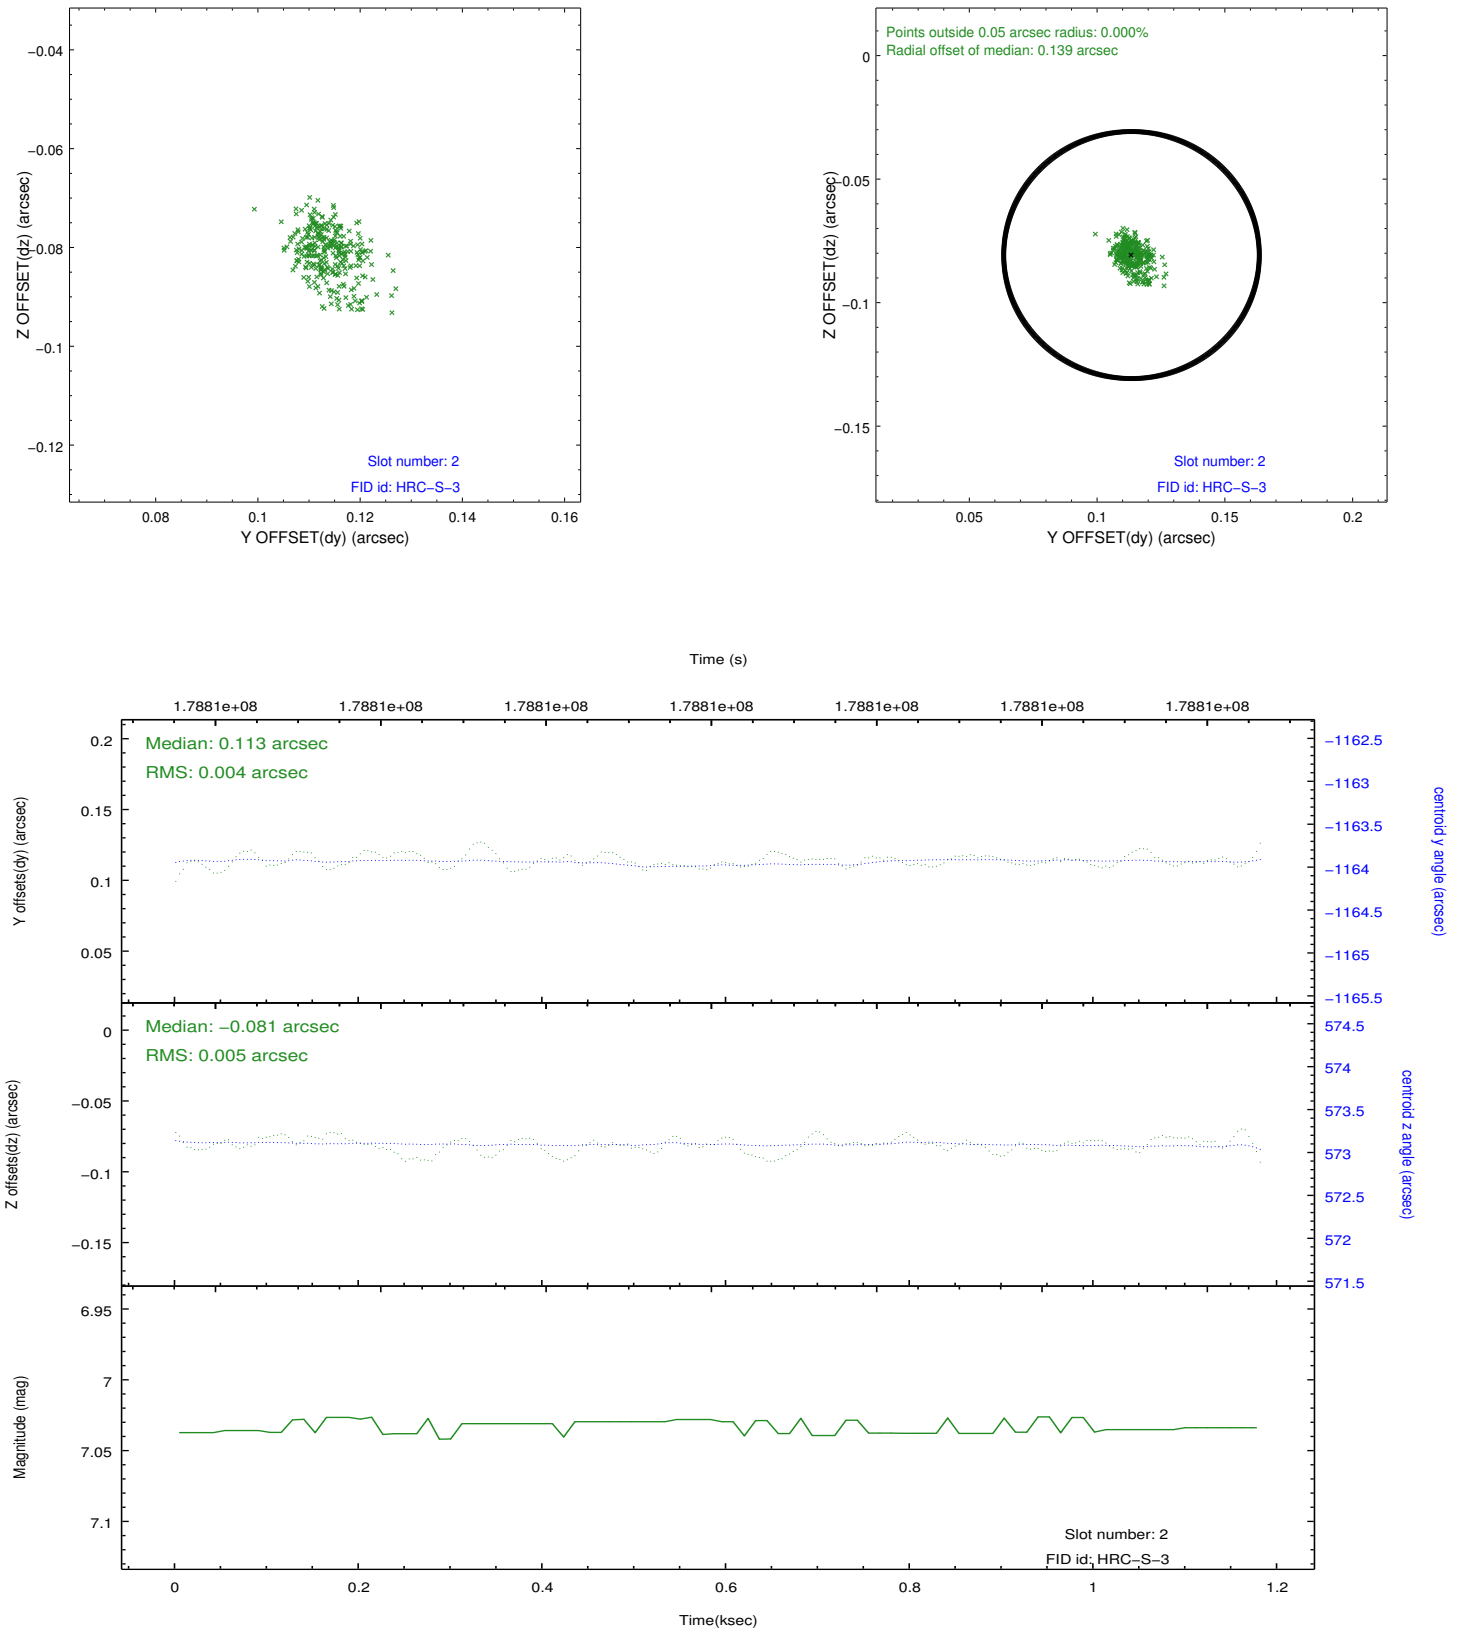 −0.04
−0.06
−0.08
−0.1
−0.12
Z OFFSET(dz) (arcsec)
Slot number: 2
FID id: HRC−S−3
0.08
0.1
0.12
0.14
0.16
Y OFFSET(dy) (arcsec)
Points outside 0.05 arcsec radius: 0.000%
Radial offset of median: 0.139 arcsec
0
−0.05
−0.1
−0.15
Z OFFSET(dz) (arcsec)
Slot number: 2
FID id: HRC−S−3
0.05
0.1
0.15
0.2
Y OFFSET(dy) (arcsec)
Time (s)
1.7881e+08
1.7881e+08
1.7881e+08
1.7881e+08
1.7881e+08
1.7881e+08
1.7881e+08
Median: 0.113 arcsec
RMS: 0.004 arcsec
0.2
0.15
0.1
0.05
Y offsets(dy) (arcsec)
−1162.5
−1163
−1163.5
−1164
−1164.5
−1165
−1165.5
centroid y angle (arcsec)
Median: −0.081 arcsec
RMS: 0.005 arcsec
0
−0.05
−0.1
−0.15
Z offsets(dz) (arcsec)
574.5
574
573.5
573
572.5
572
571.5
centroid z angle (arcsec)
6.95
7
7.05
7.1
Magnitude (mag)
Slot number: 2
FID id: HRC−S−3
0
0.2
0.4
0.6
0.8
1
1.2
Time(ksec)